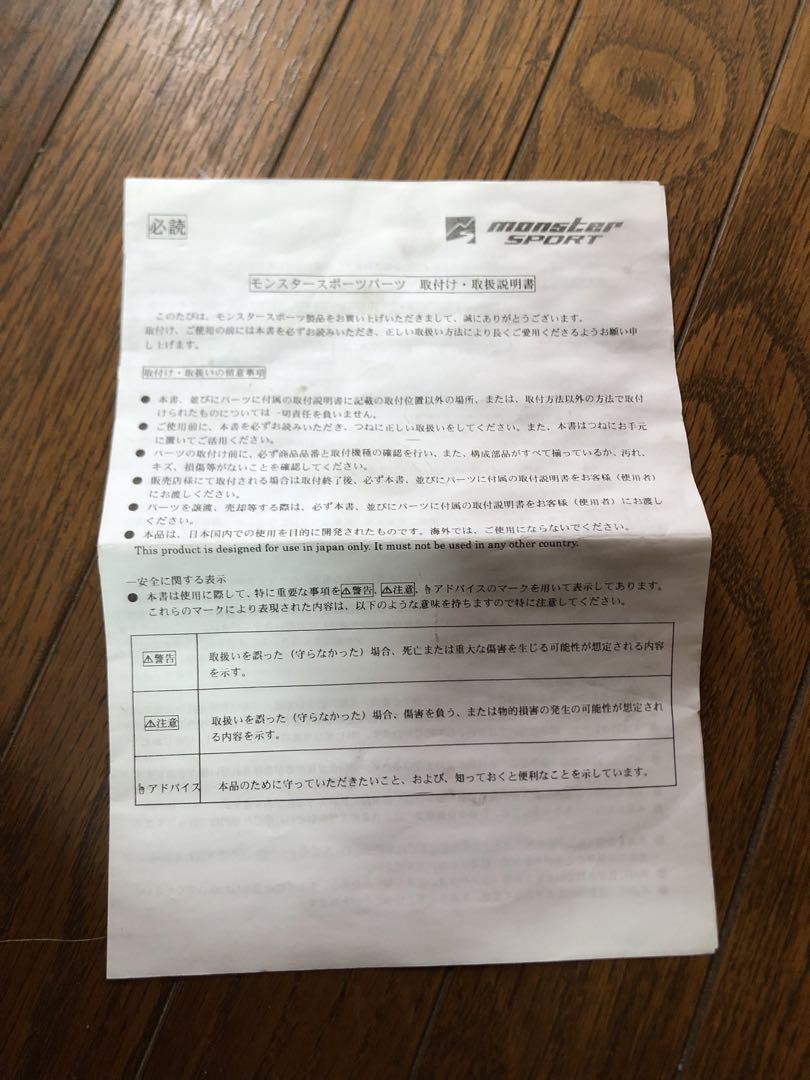 必読
monster
SPORT
モンスタースポーツパーツ 取付け・取扱説明書
このたびは、モンスタースポーツ製品をお買い上げいただきまして、誠にありがとうございます。
取付け、ご使用の前には本書を必ずお読みいただき、正しい取扱い方法により長くご愛用くださるようお願い申
し上げます。
取付け・取扱いの留意事項
● 本書、並びにパーツに付属の取付説明書に記載の取付位置以外の場所、または、取付方法以外の方法で取付
けられたものについては一切責任を負いません。
● ご使用前に、本書を必ずお読みいただき、つねに正しい取扱いをしてください。また、本書はつねにお手元
に置いてご活用ください。
● パーツの取付け前に、必ず商品品番と取付機種の確認を行い、また、構成部品がすべて揃っているか、汚れ、
キズ、損傷等がないことを確認してください。
● 販売店様にて取付される場合は取付終了後、必ず本書、並びにパーツに付属の取付説明書をお客様（使用者）
にお渡しください。
● パーツを譲渡、売却等する際は、必ず本書、並びにパーツに付属の取付説明書をお客様（使用者）にお渡し
ください。
● 本品は、日本国内での使用を目的に開発されたものです。海外では、ご使用にならないでください。
This product is designed for use in japan only. It must not be used in any other country.
―安全に関する表示
● 本書は使用に際して、特に重要な事項を⚠警告、⚠注意、☝アドバイスのマークを用いて表示してあります。
これらのマークにより表現された内容は、以下のような意味を持ちますので特に注意してください。
⚠警告 取扱いを誤った（守らなかった）場合、死亡または重大な傷害を生じる可能性が想定される内容
を示す。
⚠注意 取扱いを誤った（守らなかった）場合、傷害を負う、または物的損害の発生の可能性が想定され
る内容を示す。
☝アドバイス 本品のために守っていただきたいこと、および、知っておくと便利なことを示しています。